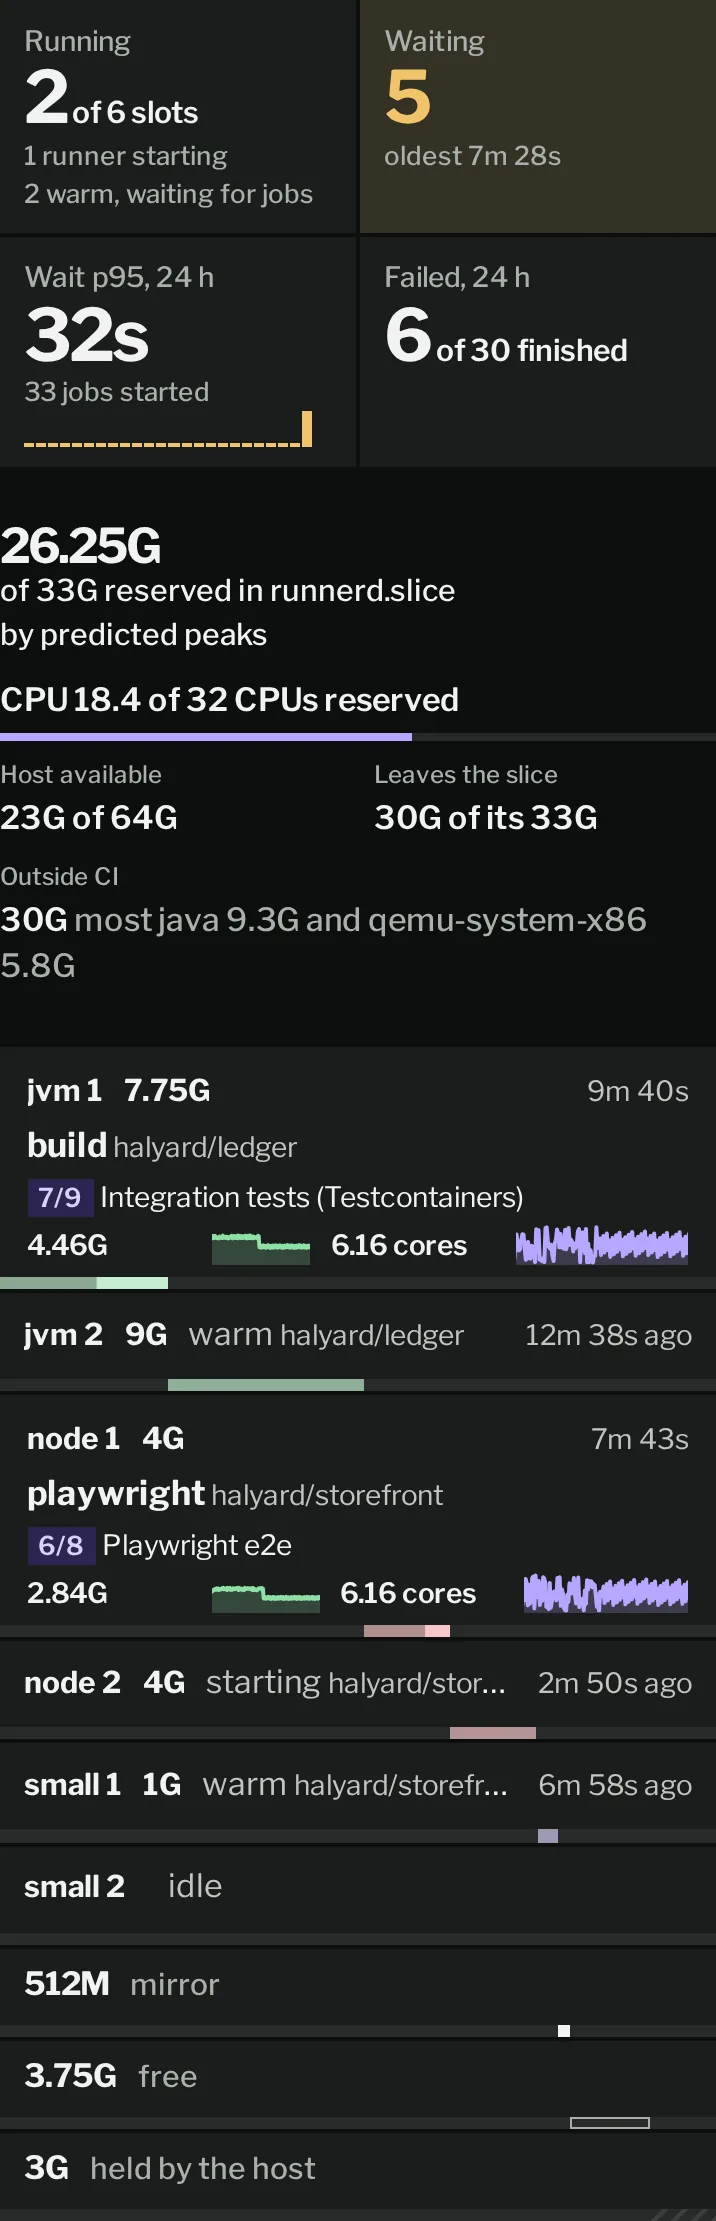 Running
2 of 6 slots
1 runner starting
2 warm, waiting for jobs
Waiting
5
oldest 7m 28s
Wait p95, 24 h
32s
33 jobs started
Failed, 24 h
6 of 30 finished
26.25G
of 33G reserved in runnerd.slice
by predicted peaks
CPU 18.4 of 32 CPUs reserved
Host available
23G of 64G
Leaves the slice
30G of its 33G
Outside CI
30G most java 9.3G and qemu-system-x86
5.8G
jvm 1 7.75G 9m 40s
build halyard/ledger
7/9 Integration tests (Testcontainers)
4.46G 6.16 cores
jvm 2 9G warm halyard/ledger 12m 38s ago
node 1 4G 7m 43s
playwright halyard/storefront
6/8 Playwright e2e
2.84G 6.16 cores
node 2 4G starting halyard/stor... 2m 50s ago
small 1 1G warm halyard/storefr... 6m 58s ago
small 2 idle
512M mirror
3.75G free
3G held by the host